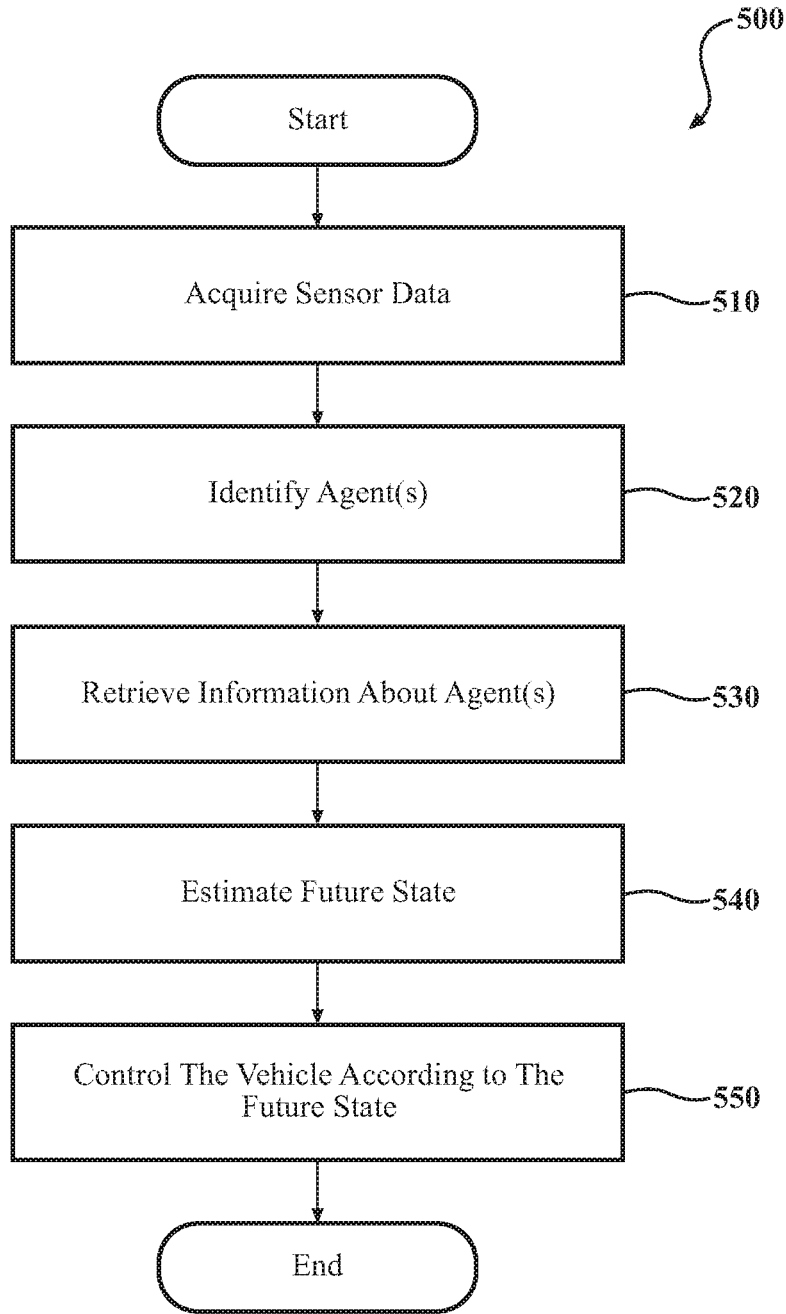 500
Start
Acquire Sensor Data
510
Identify Agent(s)
520
Retrieve Information About Agent(s)
530
Estimate Future State
540
Control The Vehicle According to The
Future State
550
End